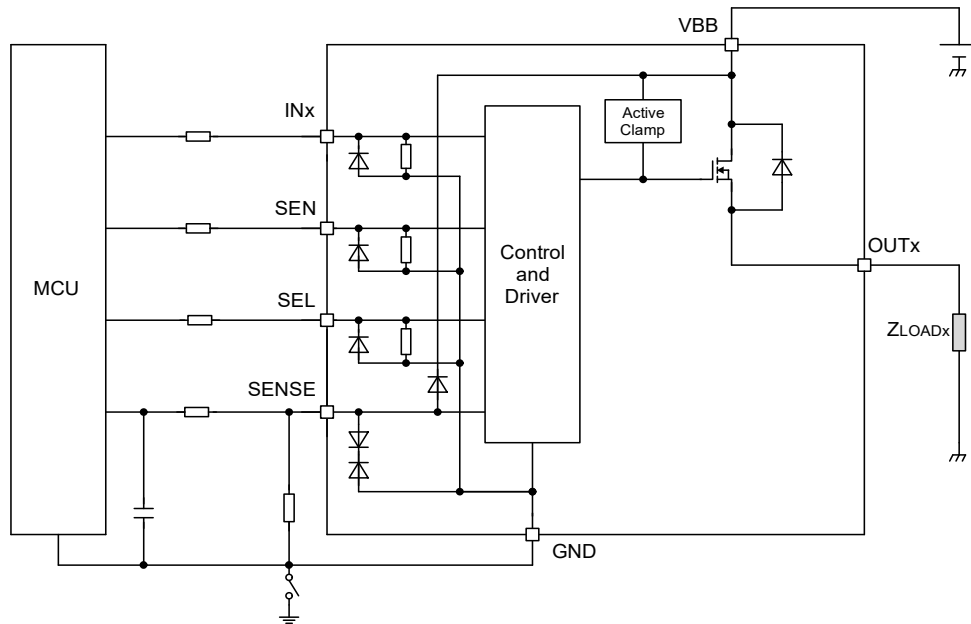 VBB
INx
Active
Clamp
SEN
Control
and
Driver
OUTx
MCU
SEL
ZLOADx
SENSE
GND